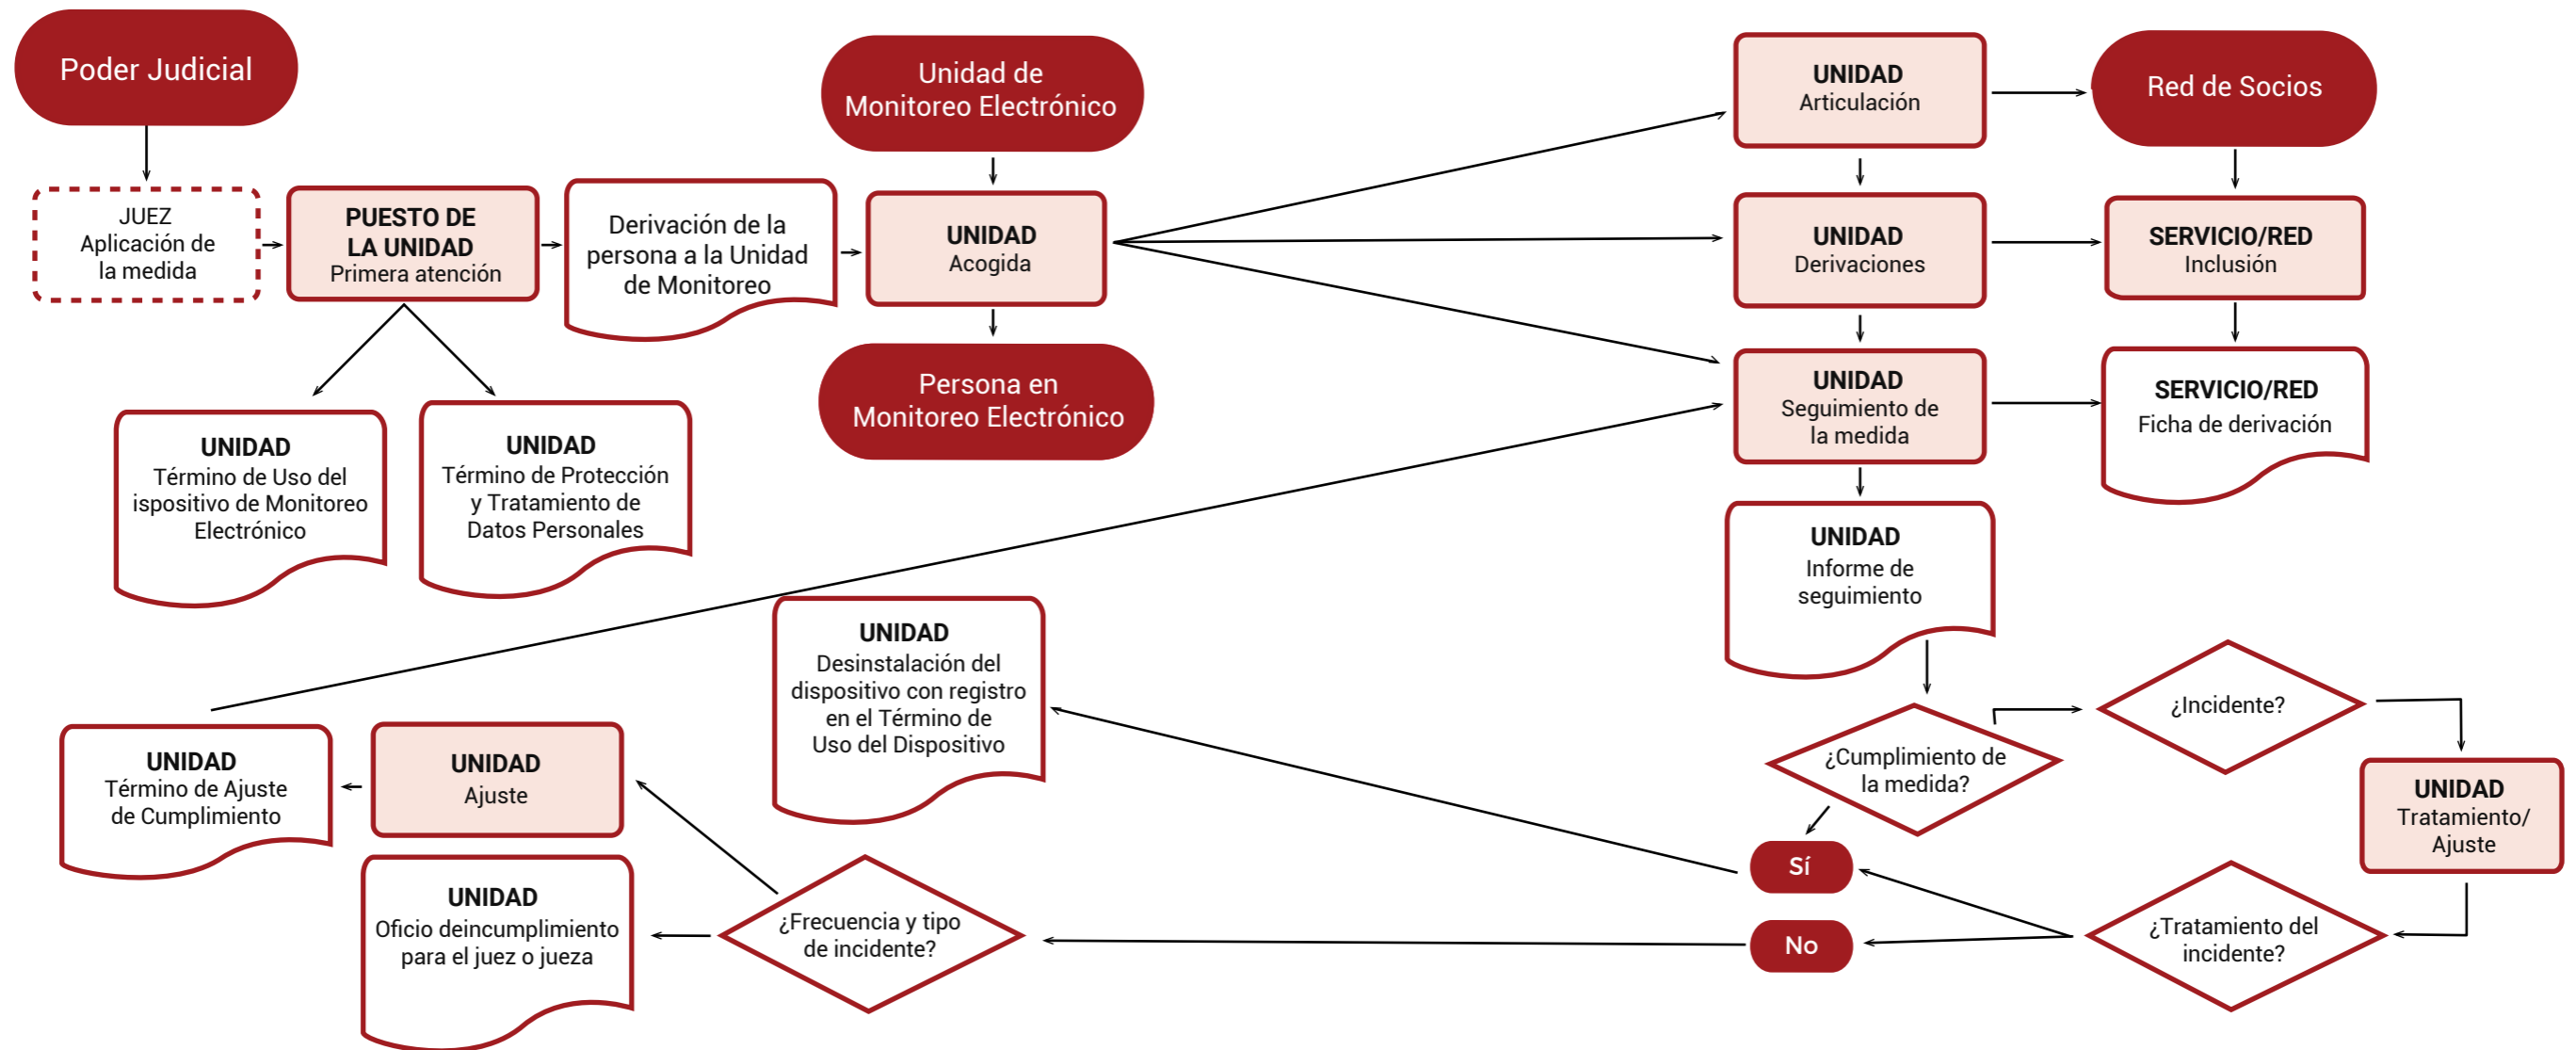 Poder Judicial
JUEZ
Aplicación de
la medida
PUESTO DE
LA UNIDAD
Primera atención
Derivación de la
persona a la Unidad
de Monitoreo
Unidad de
Monitoreo Electrónico
UNIDAD
Acogida
Persona en
Monitoreo Electrónico
UNIDAD
Articulación
Red de Socios
UNIDAD
Derivaciones
SERVICIO/RED
Inclusión
UNIDAD
Seguimiento de
la medida
SERVICIO/RED
Ficha de derivación
UNIDAD
Término de Uso del
ispositivo de Monitoreo
Electrónico
UNIDAD
Término de Protección
y Tratamiento de
Datos Personales
UNIDAD
Informe de
seguimiento
UNIDAD
Desinstalación del
dispositivo con registro
en el Término de
Uso del Dispositivo
¿Cumplimiento de
la medida?
¿Incidente?
UNIDAD
Tratamiento/
Ajuste
¿Tratamiento del
incidente?
Sí
No
¿Frecuencia y tipo
de incidente?
UNIDAD
Ajuste
UNIDAD
Término de Ajuste
de Cumplimiento
UNIDAD
Oficio deincumplimiento
para el juez o jueza